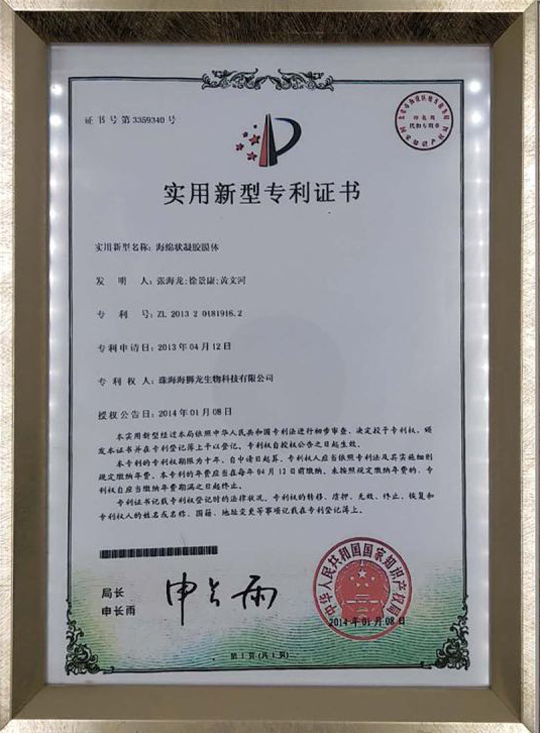 证书号第3359340号
印花税
代扣专用章
实用新型专利证书
实用新型名称：海绵状凝胶膜体
发 明 人：张海龙；徐景康；黄文河
专 利 号：ZL 2013 2 0181916.2
专利申请日：2013年04月12日
专 利 权 人：珠海海狮龙生物科技有限公司
授权公告日：2014年01月08日
本实用新型经过本局依照中华人民共和国专利法进行初步审查，决定授予专利权，颁
发本证书并在专利登记簿上予以登记。专利权自授权公告之日起生效。
本专利的专利权期限为十年，自申请日起算。专利权人应当依照专利法及其实施细则
规定缴纳年费。本专利的年费应当在每年04月12日前缴纳。未按照规定缴纳年费的，专
利权自应当缴纳年费期满之日起终止。
专利证书记载专利权登记时的法律状况。专利权的转移、质押、无效、终止、恢复和
专利权人的姓名或名称、国籍、地址变更等事项记载在专利登记簿上。
局长
申长雨
申长雨
中华人民共和国国家知识产权局
2014年01月08日
第1页（共1页）